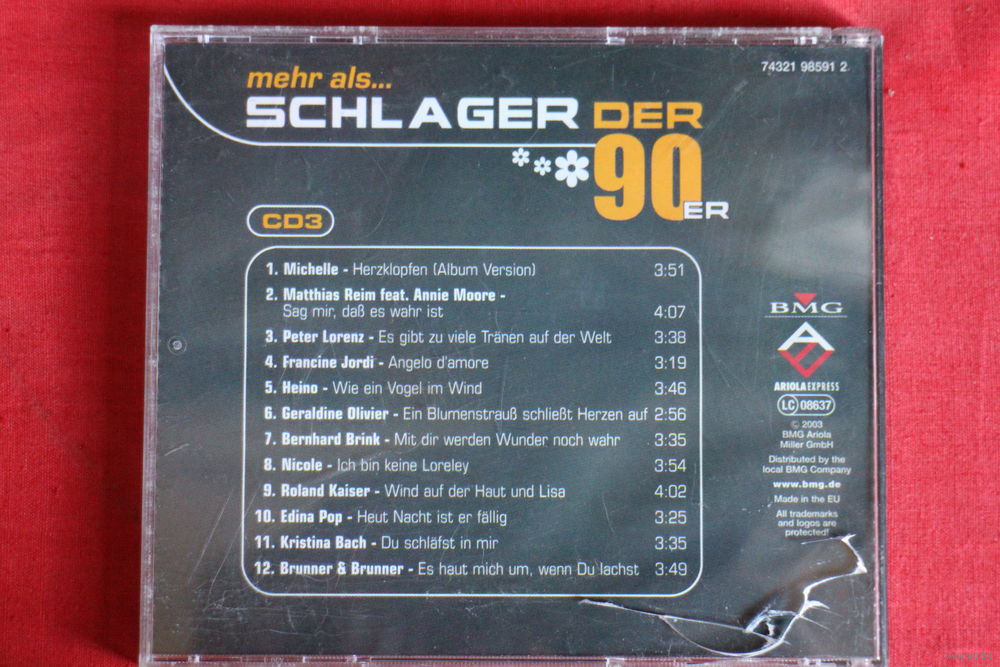 mehr als...
SCHLAGER DER
90ER
74321 98591 2
CD3
1. Michelle - Herzklopfen (Album Version) 3:51
2. Matthias Reim feat. Annie Moore -
Sag mir, daß es wahr ist 4:07
3. Peter Lorenz - Es gibt zu viele Tränen auf der Welt 3:38
4. Francine Jordi - Angelo d'amore 3:19
5. Heino - Wie ein Vogel im Wind 3:46
6. Geraldine Olivier - Ein Blumenstrauß schließt Herzen auf 2:56
7. Bernhard Brink - Mit dir werden Wunder noch wahr 3:35
8. Nicole - Ich bin keine Loreley 3:54
9. Roland Kaiser - Wind auf der Haut und Lisa 4:02
10. Edina Pop - Heut Nacht ist er fällig 3:25
11. Kristina Bach - Du schläfst in mir 3:35
12. Brunner & Brunner - Es haut mich um, wenn Du lachst 3:49
BMG
ARIOLA EXPRESS
LC 08637
© 2003
BMG Ariola
Miller GmbH
Distributed by the
local BMG Company
www.bmg.de
Made in the EU
All trademarks
and logos are
protected!